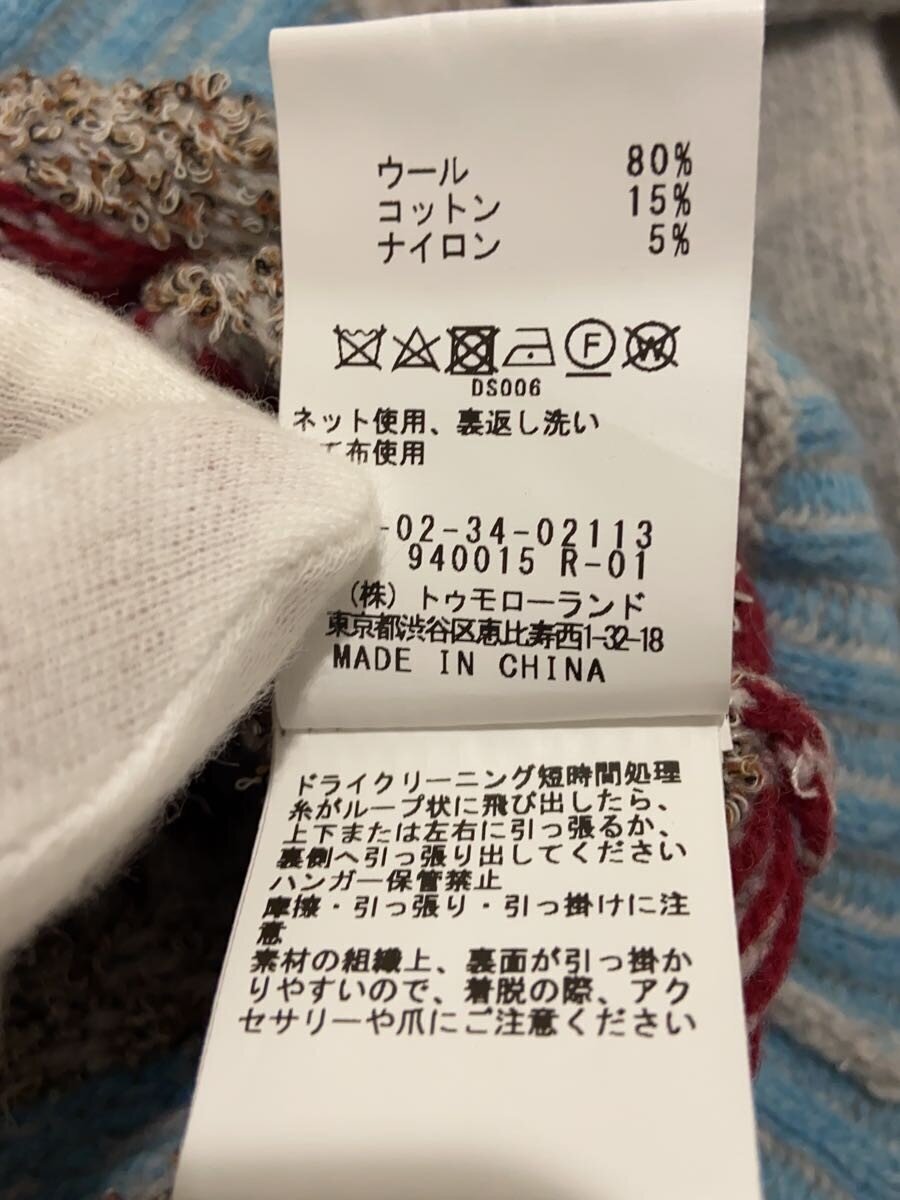 ウール 80%
コットン 15%
ナイロン 5%
F W
DS006
ネット使用、裏返し洗い
布使用
-02-34-02113
940015 R-01
(株)トゥモローランド
東京都渋谷区恵比寿西1-32-18
MADE IN CHINA
ドライクリーニング短時間処理
糸がループ状に飛び出したら、
上下または左右に引っ張るか、
裏側へ引っ張り出してください
ハンガー保管禁止
摩擦・引っ張り・引っ掛けに注
意
素材の組織上、裏面が引っ掛か
りやすいので、着脱の際、アク
セサリーや爪にご注意ください